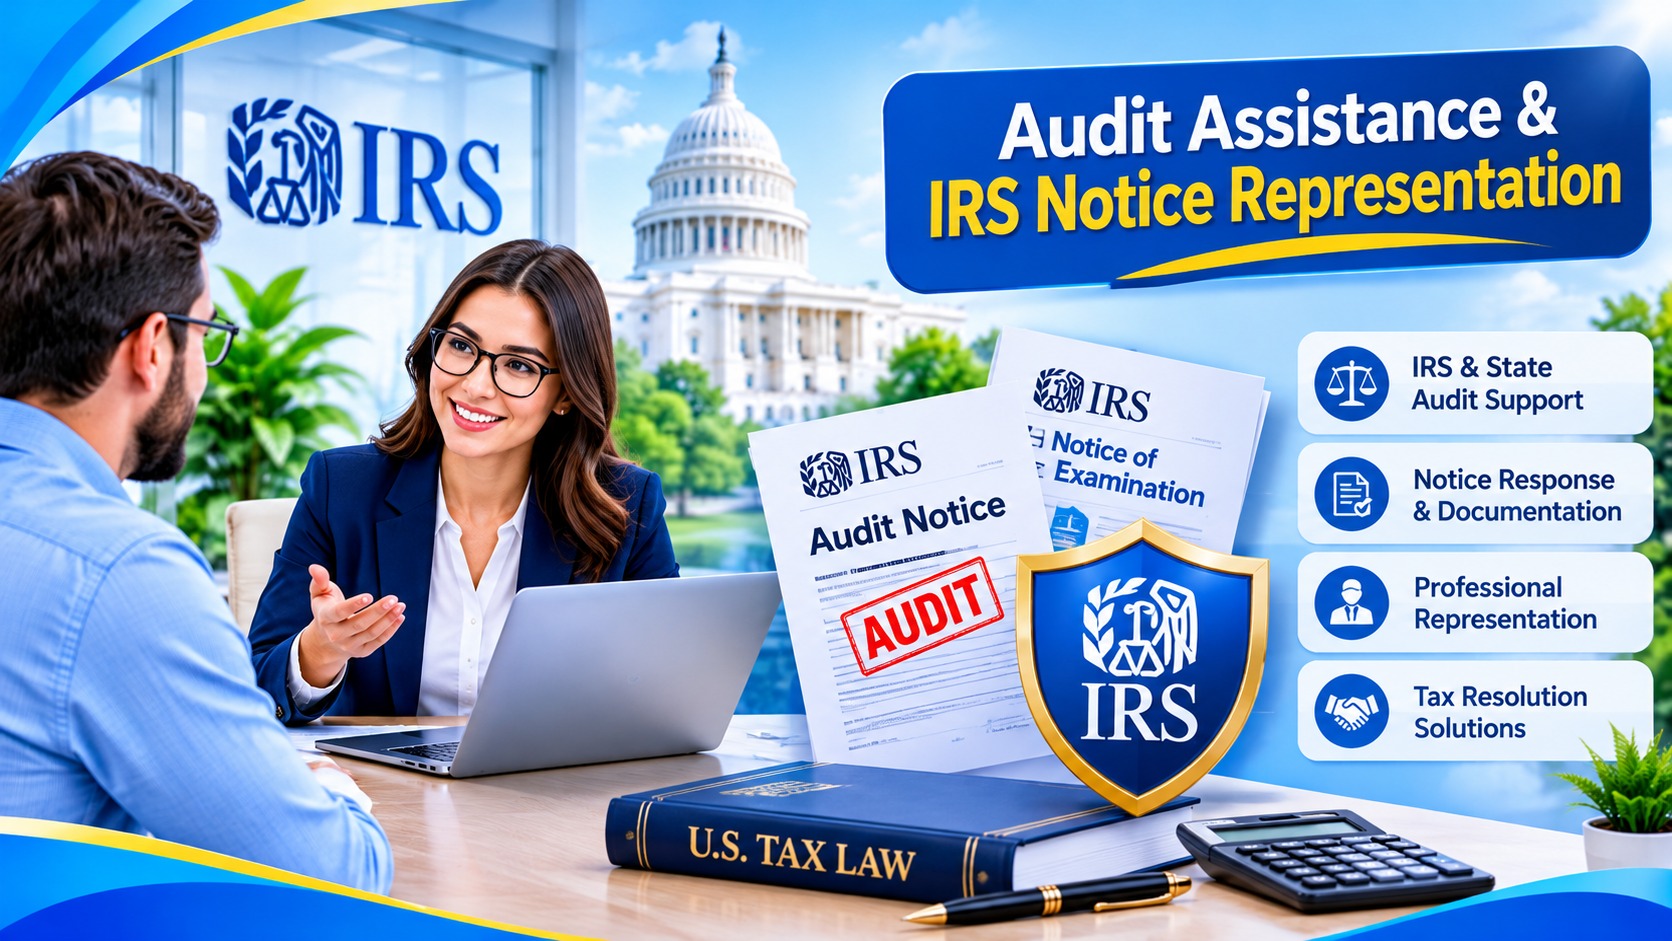 IRS
Audit Assistance &
IRS Notice Representation
IRS
Notice of
Examination
IRS
Audit Notice
AUDIT
IRS
IRS & State
Audit Support
Notice Response
& Documentation
Professional
Representation
Tax Resolution
Solutions
U.S. TAX LAW